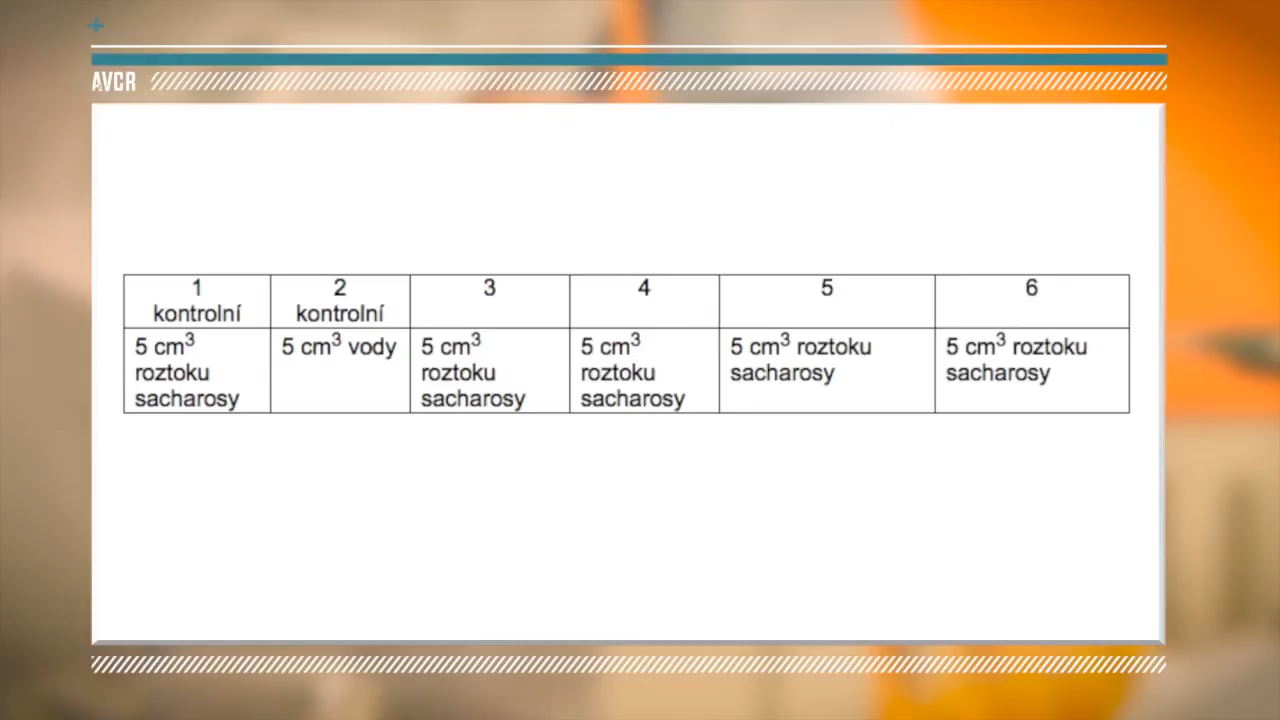 AVCR
1
kontrolní
2
kontrolní
3
4
5
6
5 cm³
roztoku
sacharosy
5 cm³ vody
5 cm³
roztoku
sacharosy
5 cm³
roztoku
sacharosy
5 cm³ roztoku
sacharosy
5 cm³ roztoku
sacharosy